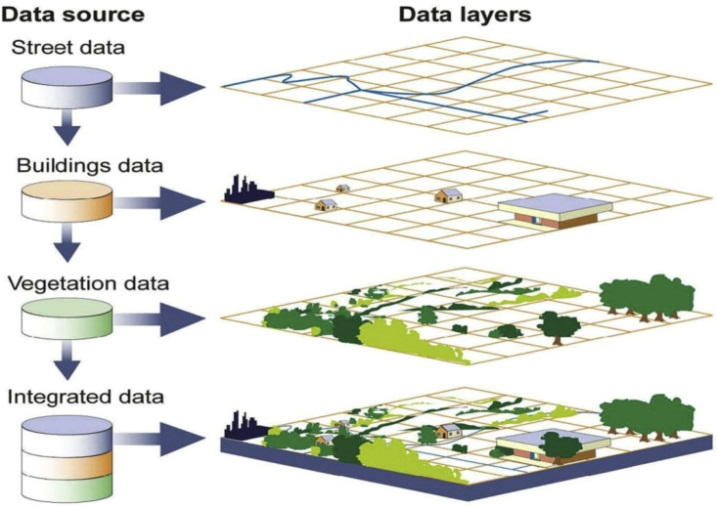 Data source
Data layers
Street data
Buildings data
Vegetation data
Integrated data